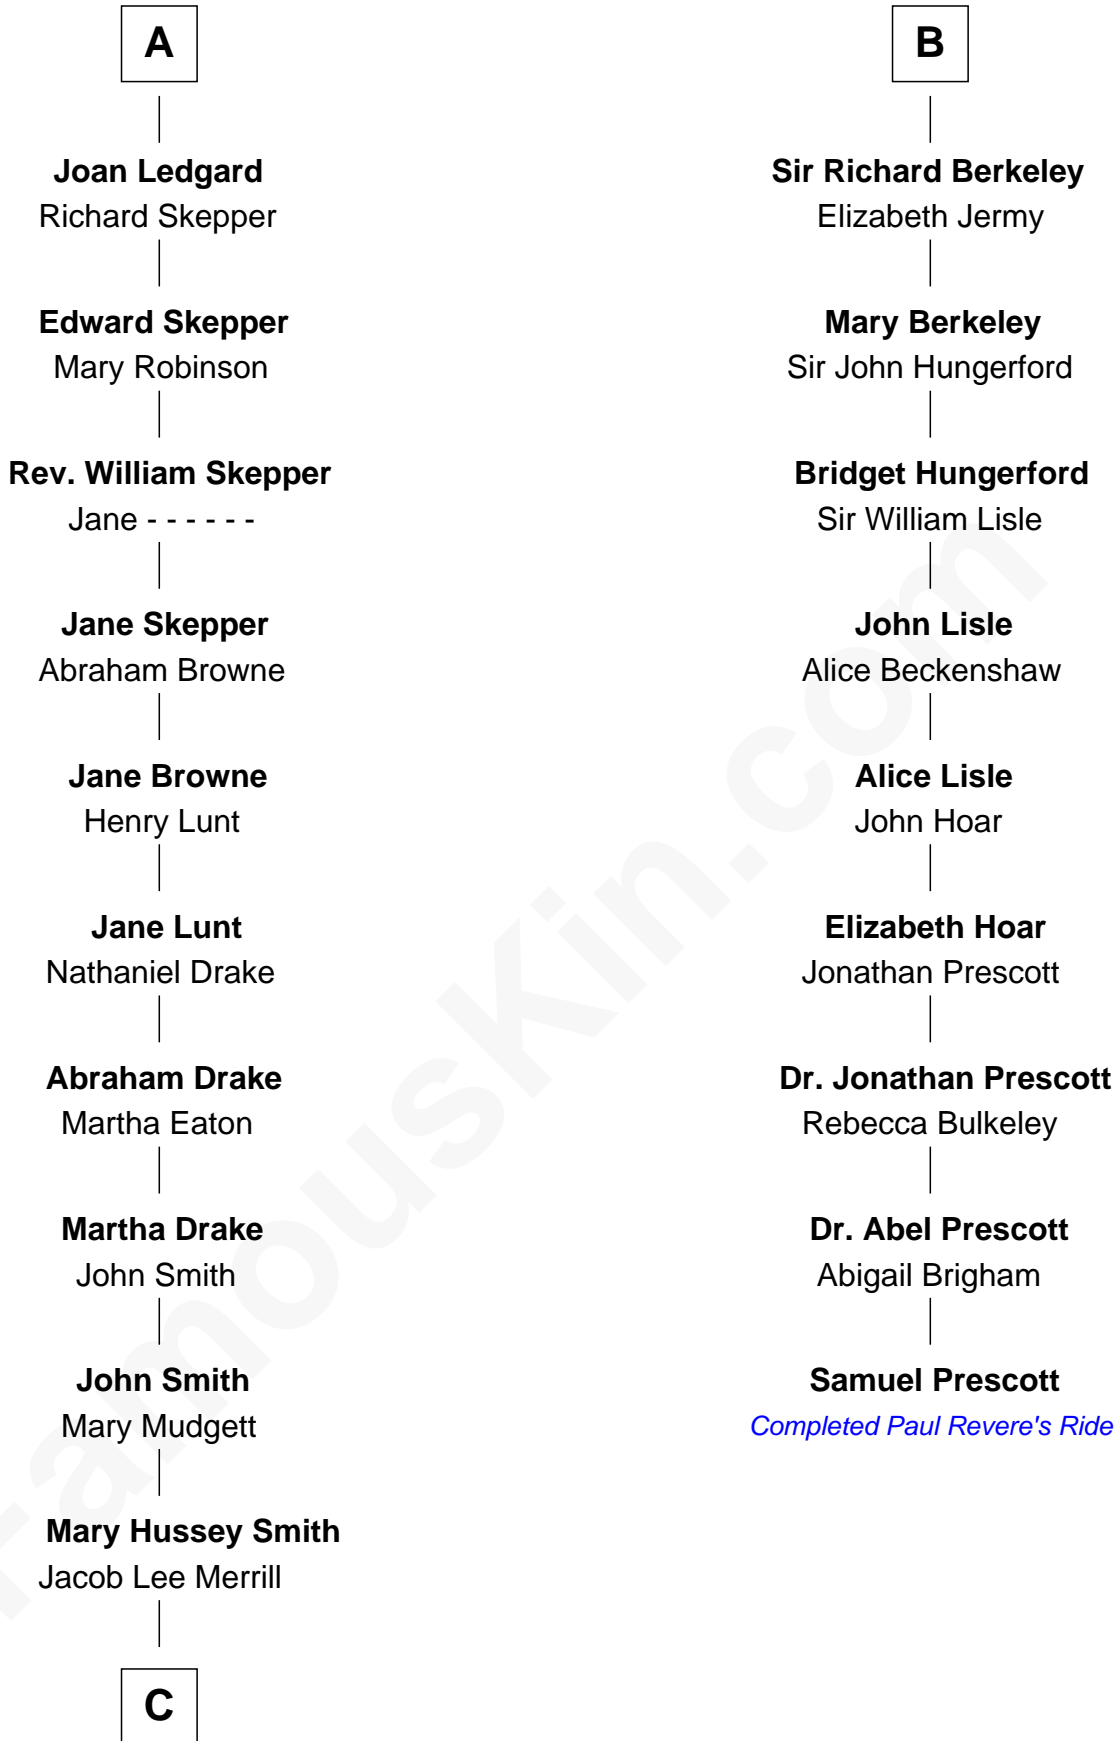 A
Joan Ledgard
Richard Skepper
Edward Skepper
Mary Robinson
Rev. William Skepper
Jane - - - - - -
Jane Skepper
Abraham Browne
Jane Browne
Henry Lunt
Jane Lunt
Nathaniel Drake
Abraham Drake
Martha Eaton
Martha Drake
John Smith
John Smith
Mary Mudgett
Mary Hussey Smith
Jacob Lee Merrill
C
B
Sir Richard Berkeley
Elizabeth Jermy
Mary Berkeley
Sir John Hungerford
Bridget Hungerford
Sir William Lisle
John Lisle
Alice Beckenshaw
Alice Lisle
John Hoar
Elizabeth Hoar
Jonathan Prescott
Dr. Jonathan Prescott
Rebecca Bulkeley
Dr. Abel Prescott
Abigail Brigham
Samuel Prescott
Completed Paul Revere's Ride
FamousKin.com